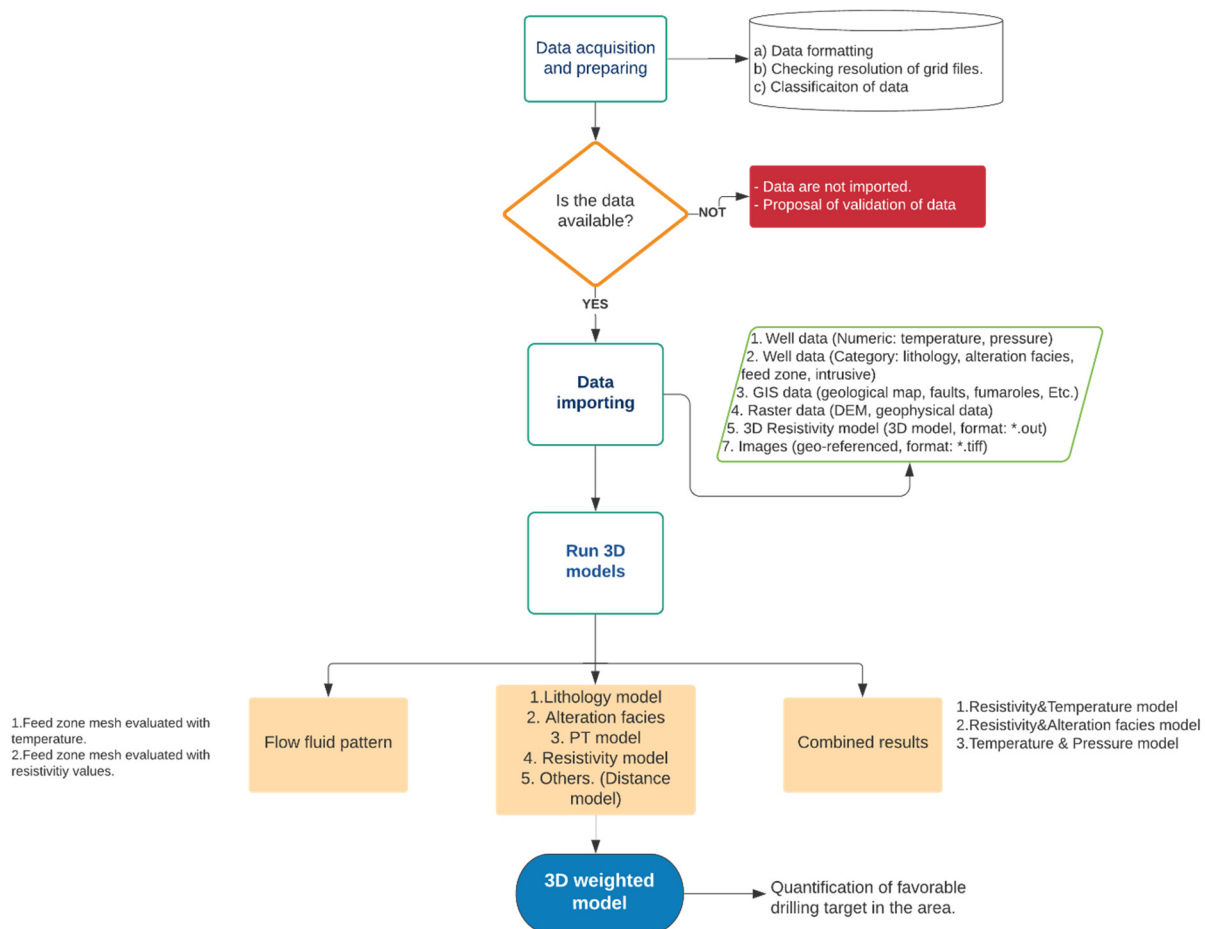 Data acquisition
and preparing
a) Data formatting
b) Checking resolution of grid files.
c) Classificaiton of data
Is the data
available?
NOT
- Data are not imported.
- Proposal of validation of data
YES
Data
importing
1. Well data (Numeric: temperature, pressure)
2. Well data (Category: lithology, alteration facies,
feed zone, intrusive)
3. GIS data (geological map, faults, fumaroles, Etc.)
4. Raster data (DEM, geophysical data)
5. 3D Resistivity model (3D model, format: *.out)
7. Images (geo-referenced, format: *.tiff)
Run 3D
models
1.Feed zone mesh evaluated with
temperature.
2.Feed zone mesh evaluated with
resistivitiy values.
Flow fluid pattern
1.Lithology model
2. Alteration facies
3. PT model
4. Resistivity model
5. Others. (Distance
model)
Combined results
1.Resistivity&Temperature model
2.Resistivity&Alteration facies model
3.Temperature & Pressure model
3D weighted
model
Quantification of favorable
drilling target in the area.